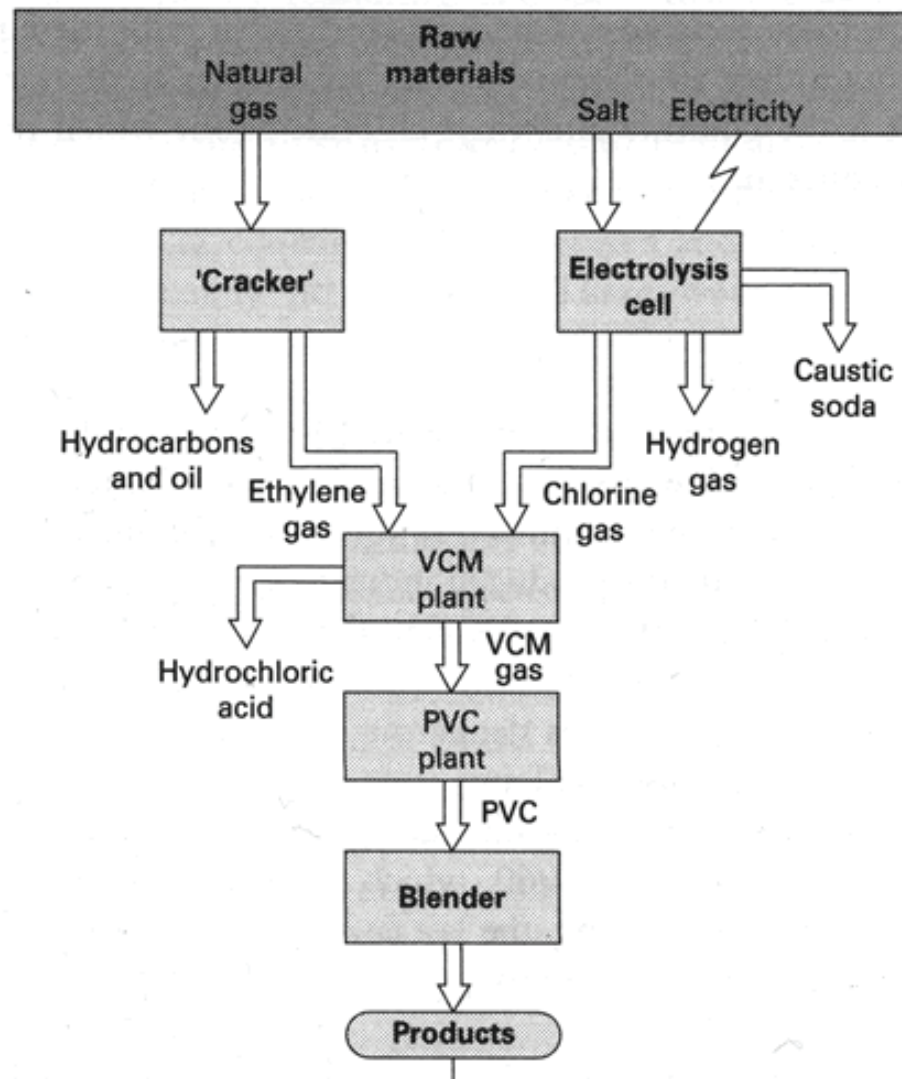 Raw
materials
Natural
gas
Salt
Electricity
'Cracker'
Electrolysis
cell
Caustic
soda
Hydrocarbons
and oil
Hydrogen
gas
Ethylene
gas
Chlorine
gas
VCM
plant
Hydrochloric
acid
VCM
gas
PVC
plant
PVC
Blender
Products